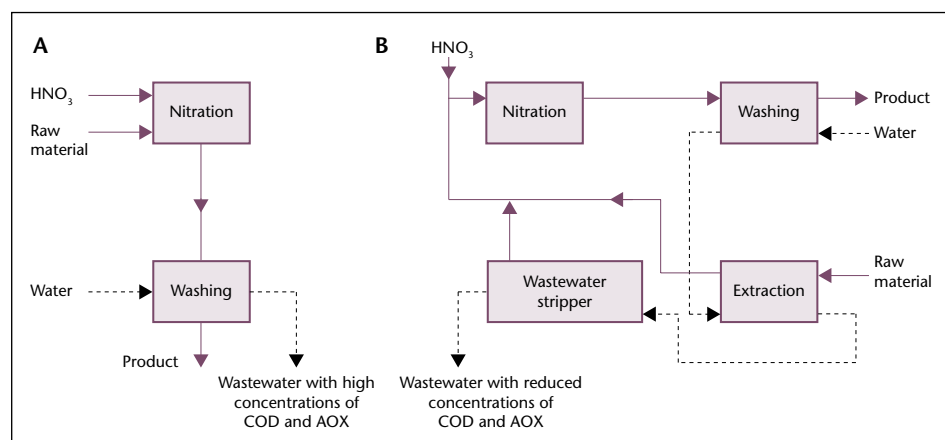 A
HNO₃
Raw
material
Nitration
Water
Washing
Product
Wastewater with high
concentrations of
COD and AOX
B
HNO₃
Nitration
Washing
Product
Water
Wastewater
stripper
Extraction
Raw
material
Wastewater with reduced
concentrations of
COD and AOX